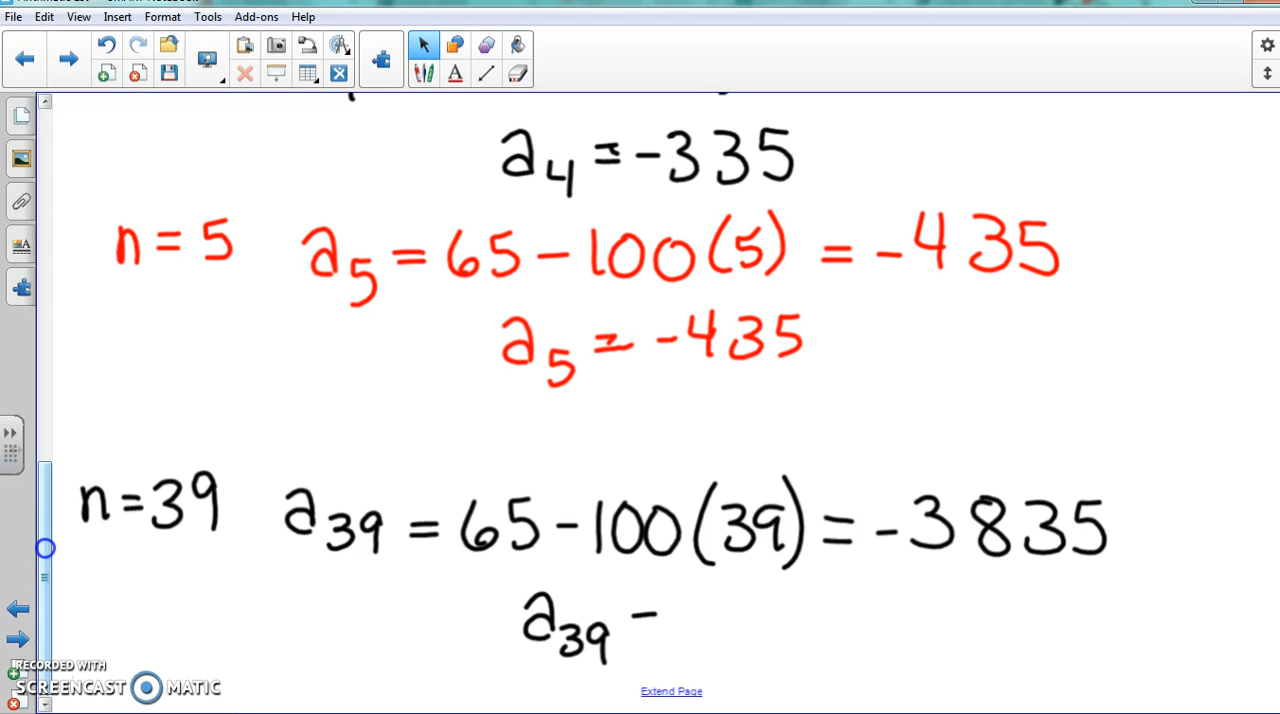 File Edit View Insert Format Tools Add-ons Help
a4 = -335
n = 5 a5 = 65 - 100(5) = -435
a5 = -435
n = 39 a39 = 65 - 100(39) = -3835
a39 -
RECORDED WITH
SCREENCAST MATIC
Extend Page